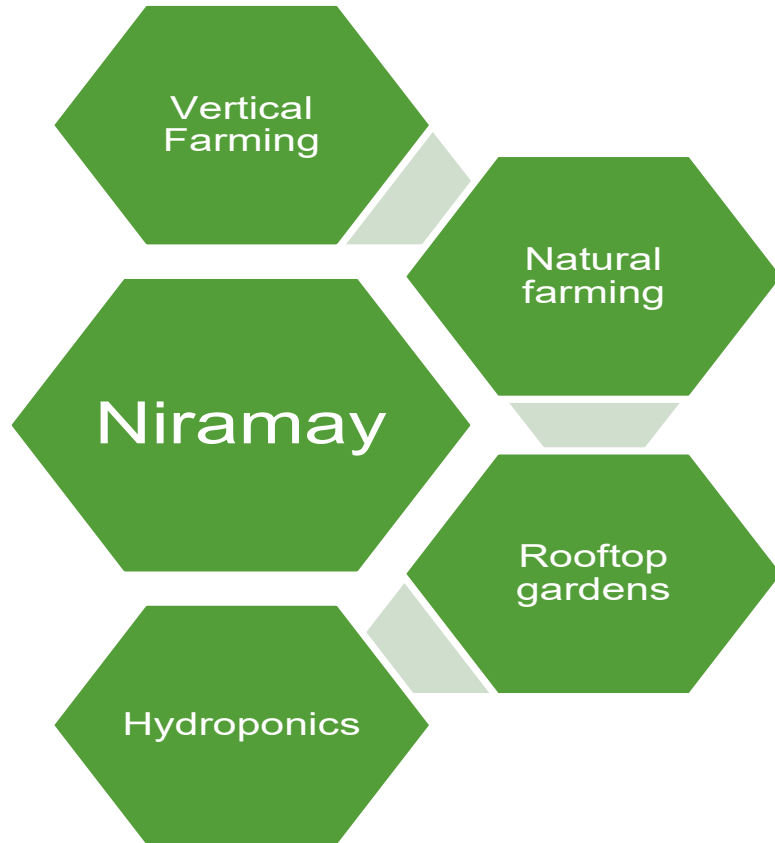 Vertical
Farming
Natural
farming
Niramay
Rooftop
gardens
Hydroponics